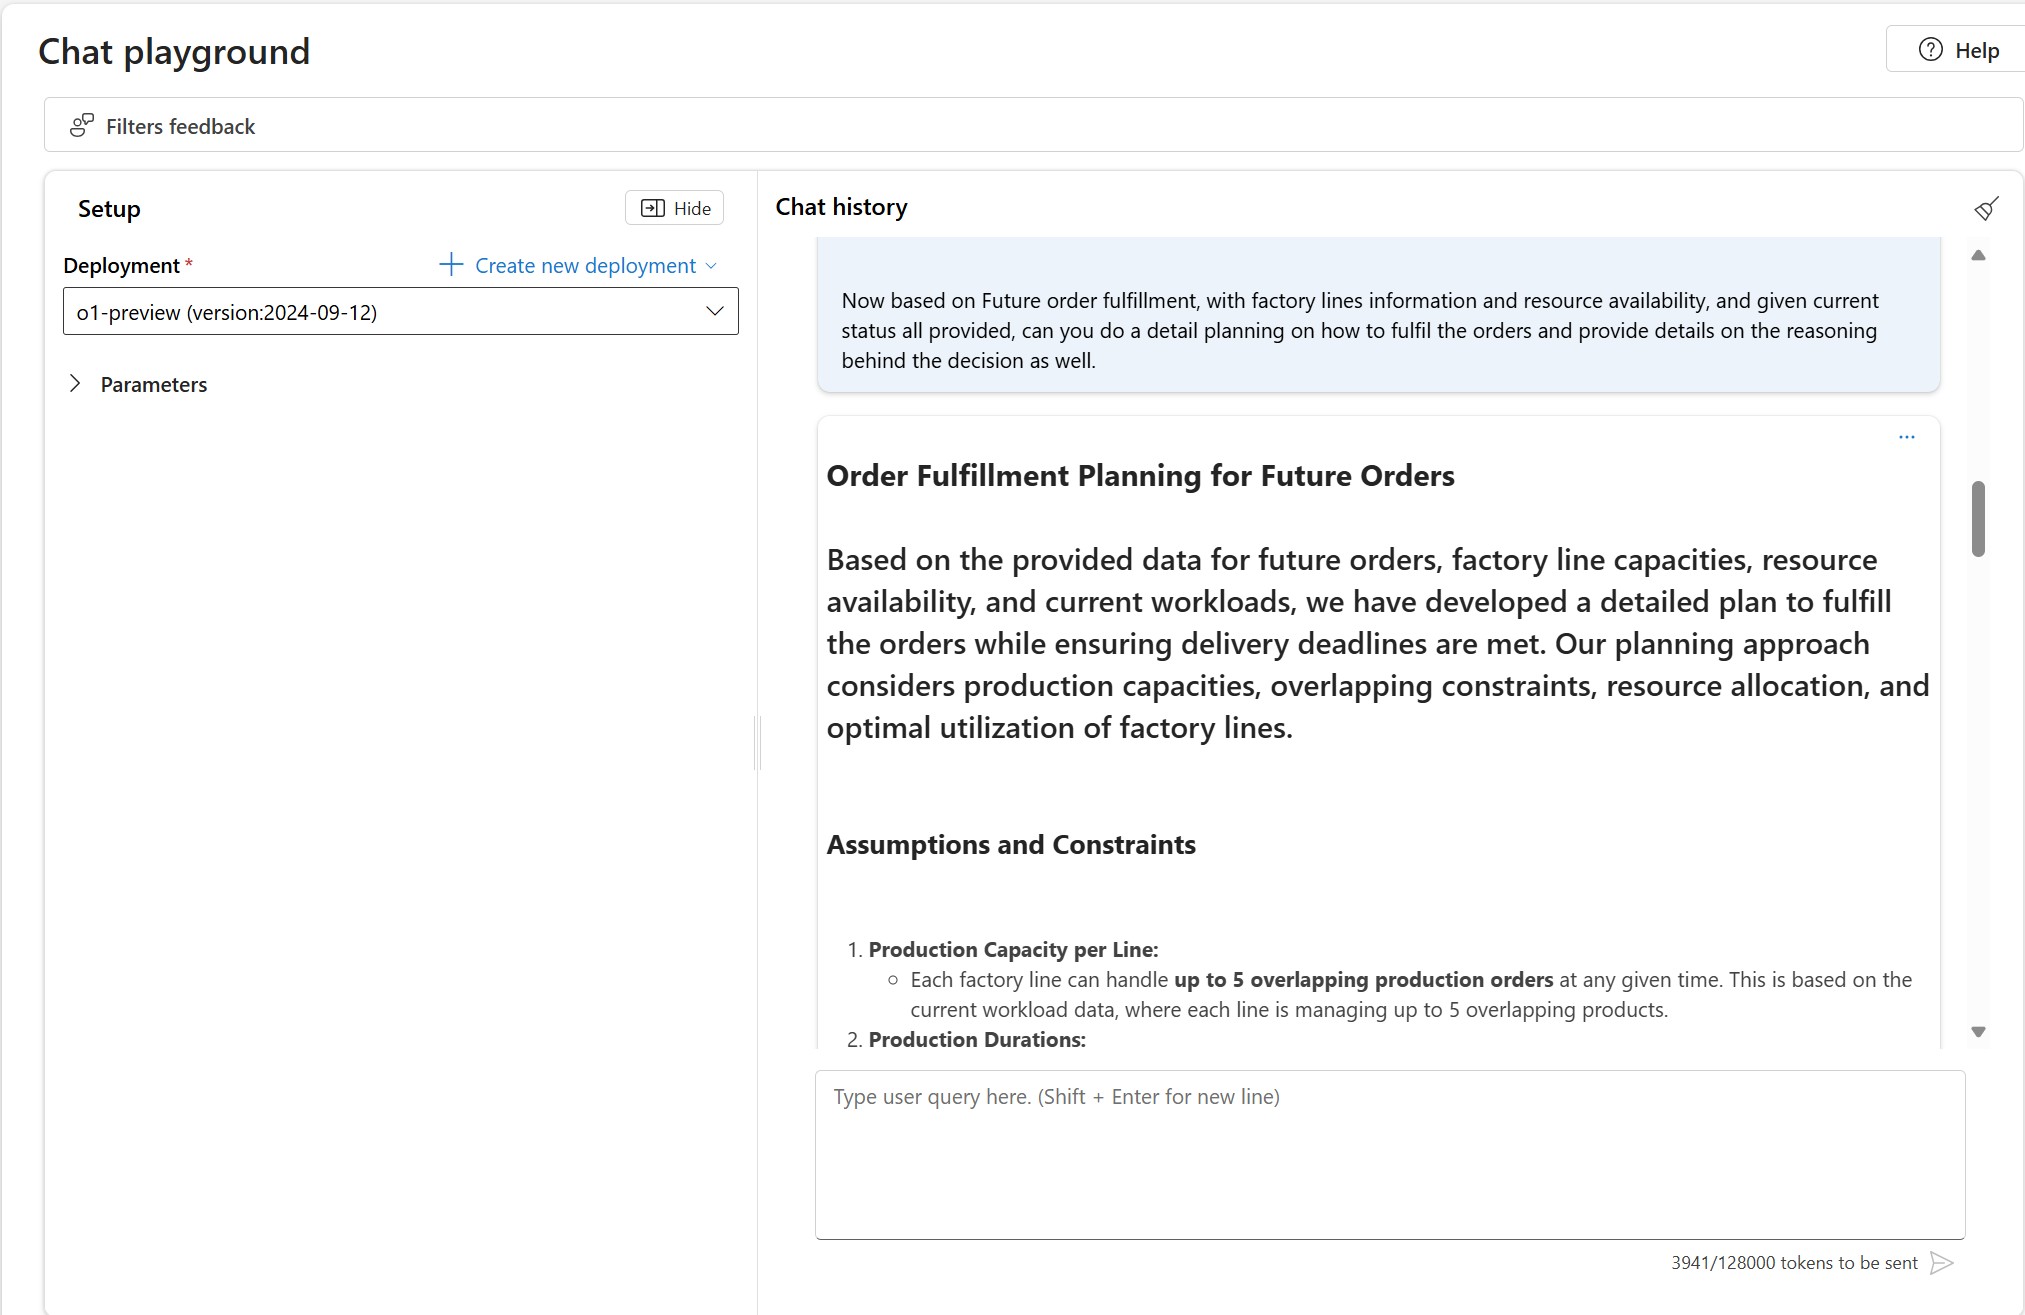 Chat playground
Help
Filters feedback
Setup
Hide
Deployment *
Create new deployment
o1-preview (version:2024-09-12)
Parameters
Chat history
Now based on Future order fulfillment, with factory lines information and resource availability, and given current
status all provided, can you do a detail planning on how to fulfil the orders and provide details on the reasoning
behind the decision as well.
Order Fulfillment Planning for Future Orders
Based on the provided data for future orders, factory line capacities, resource
availability, and current workloads, we have developed a detailed plan to fulfill
the orders while ensuring delivery deadlines are met. Our planning approach
considers production capacities, overlapping constraints, resource allocation, and
optimal utilization of factory lines.
Assumptions and Constraints
1. Production Capacity per Line:
○ Each factory line can handle up to 5 overlapping production orders at any given time. This is based on the
current workload data, where each line is managing up to 5 overlapping products.
2. Production Durations:
Type user query here. (Shift + Enter for new line)
3941/128000 tokens to be sent